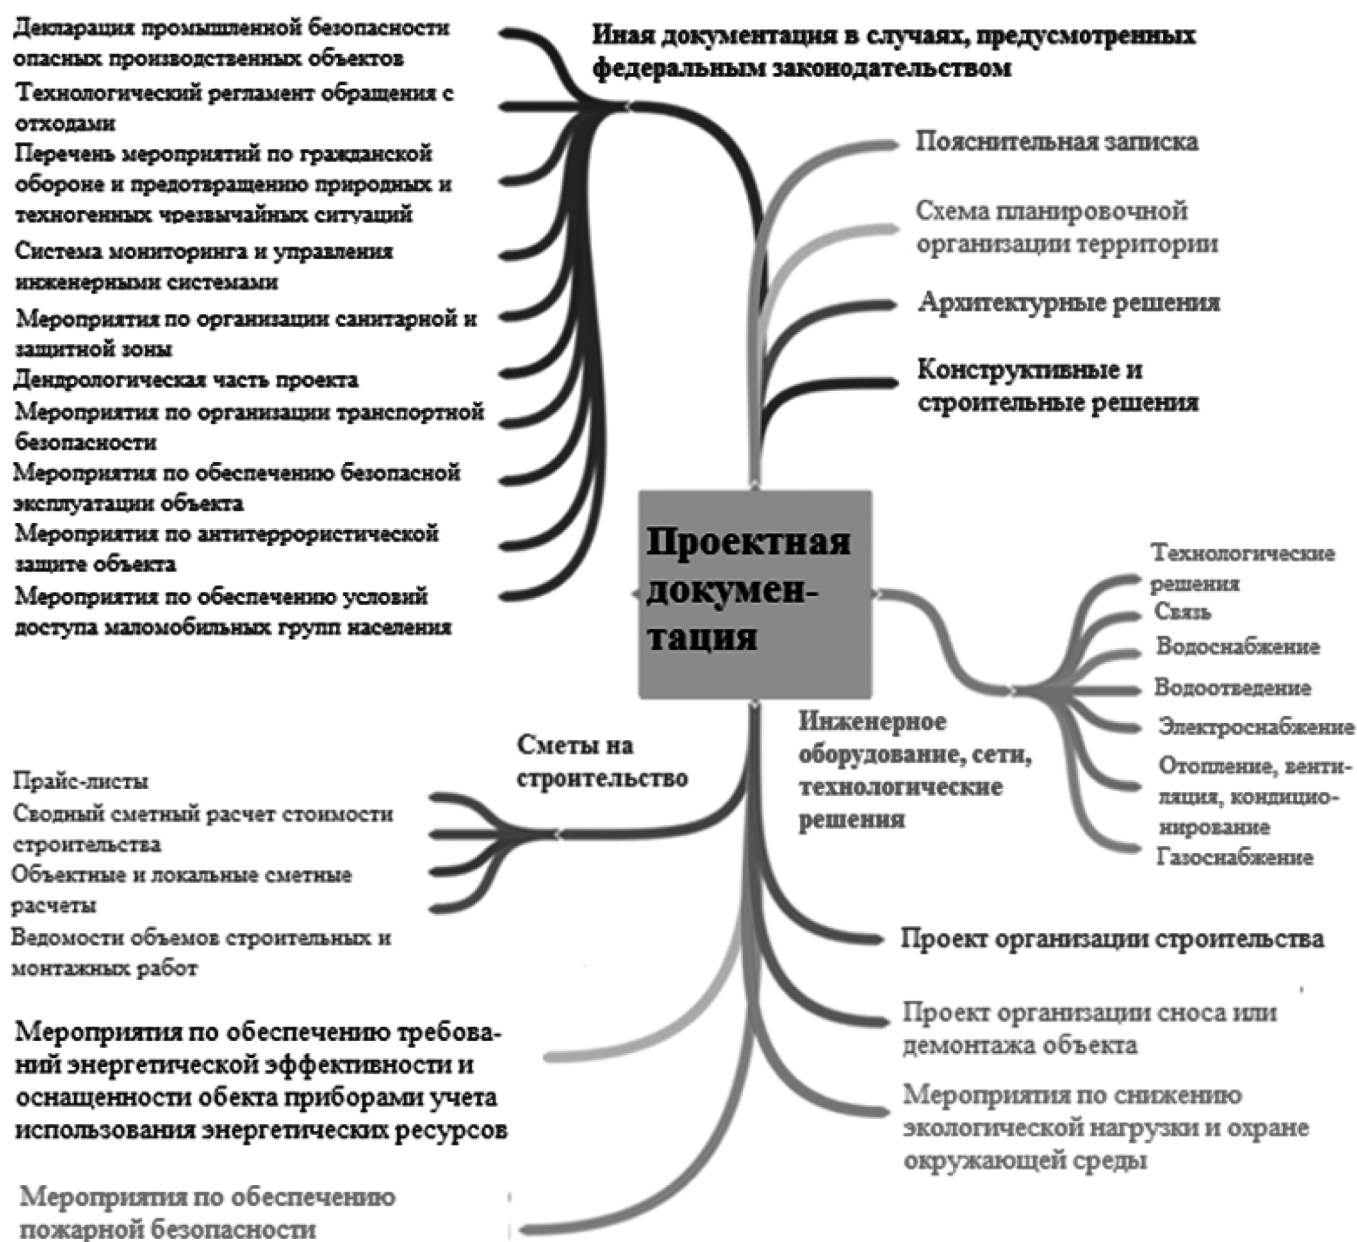 Декларация промышленной безопасности
опасных производственных объектов
Технологический регламент обращения с
отходами
Перечень мероприятий по гражданской
обороне и предотвращению природных и
техногенных чрезвычайных ситуаций
Система мониторинга и управления
инженерными системами
Мероприятия по организации санитарной и
защитной зоны
Дендрологическая часть проекта
Мероприятия по организации транспортной
безопасности
Мероприятия по обеспечению безопасной
эксплуатации объекта
Мероприятия по антитеррористической
защите объекта
Мероприятия по обеспечению условий
доступа маломобильных групп населения
Иная документация в случаях, предусмотренных
федеральным законодательством
Пояснительная записка
Схема планировочной
организации территории
Архитектурные решения
Конструктивные и
строительные решения
Проектная
докумен-
тация
Технологические
решения
Связь
Водоснабжение
Водоотведение
Электроснабжение
Отопление, венти-
ляция, кондицио-
нирование
Газоснабжение
Инженерное
оборудование, сети,
технологические
решения
Сметы на
строительство
Прайс-листы
Сводный сметный расчет стоимости
строительства
Объектные и локальные сметные
расчеты
Ведомости объемов строительных и
монтажных работ
Проект организации строительства
Проект организации сноса или
демонтажа объекта
Мероприятия по снижению
экологической нагрузки и охране
окружающей среды
Мероприятия по обеспечению требова-
ний энергетической эффективности и
оснащенности обекта приборами учета
использования энергетических ресурсов
Мероприятия по обеспечению
пожарной безопасности